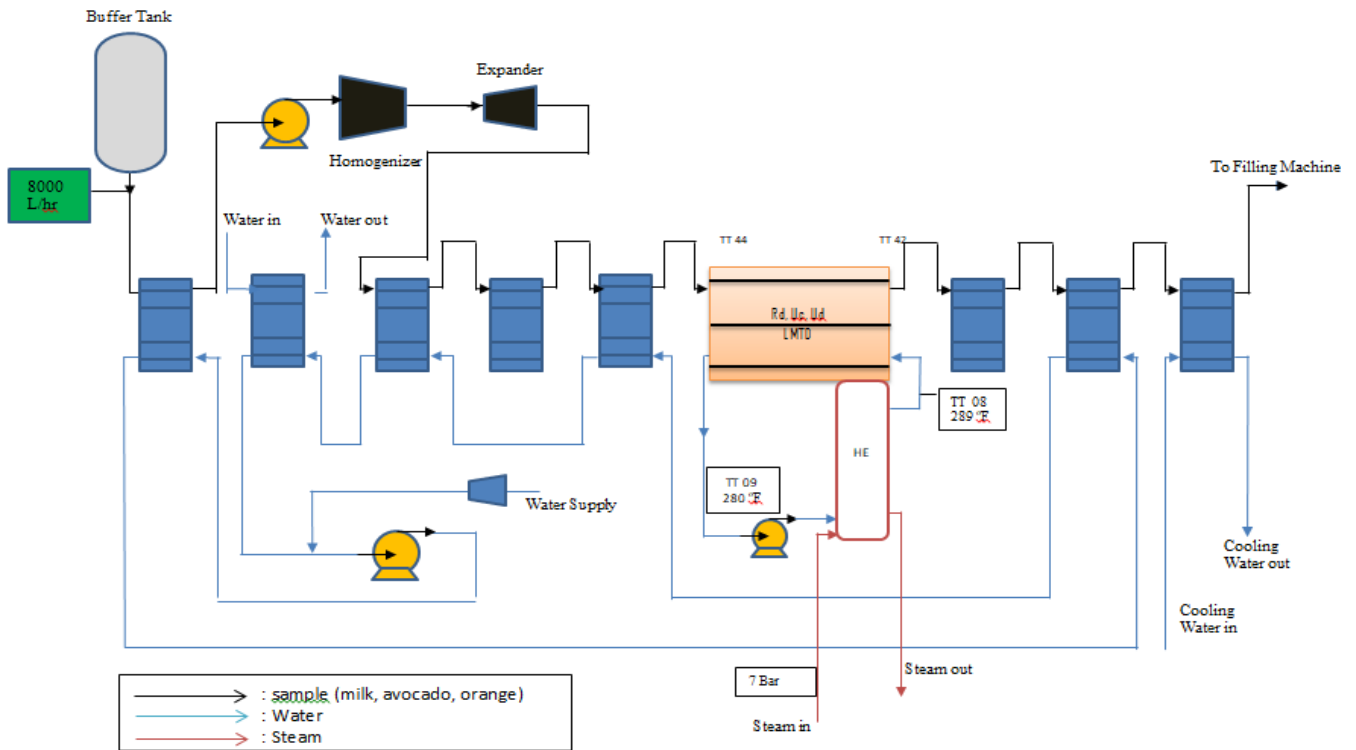 Buffer Tank
Expander
Homogenizer
8000
L/hr
To Filling Machine
Water in
Water out
TT 44
TT 42
Rd, Uc, Ud,
LMTD
TT 08
289 °F
HE
TT 09
280 °F
Water Supply
Cooling
Water out
Cooling
Water in
Steam out
7 Bar
Steam in
: sample (milk, avocado, orange)
: Water
: Steam